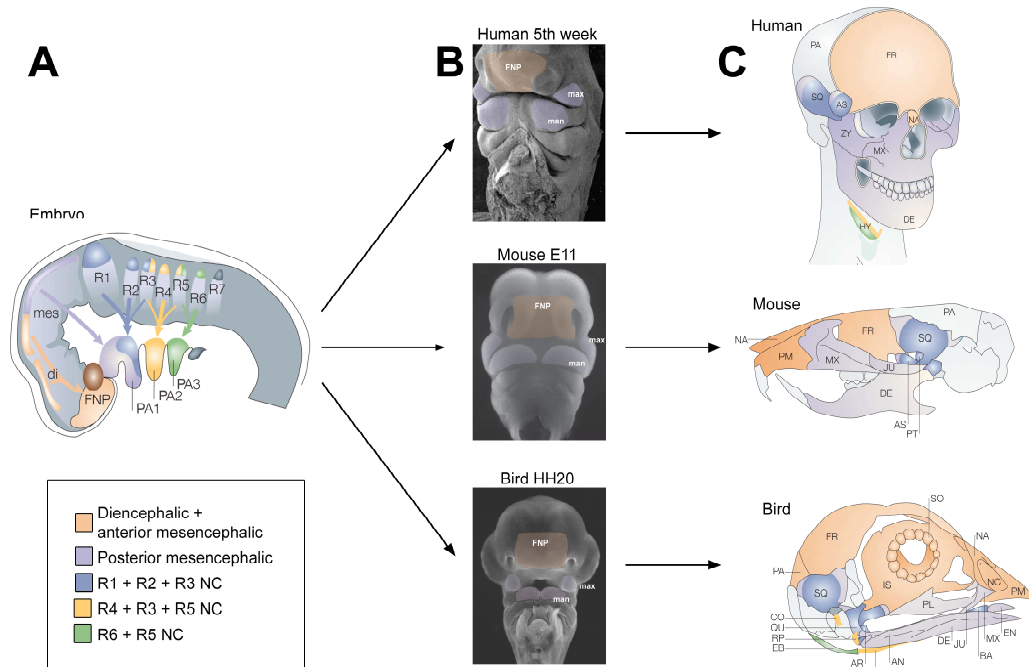 A
Embryo
R1
R2
R3
R4
R5
R6
R7
mes
di
FNP
PA1
PA2
PA3
Diencephalic +
anterior mesencephalic
Posterior mesencephalic
R1 + R2 + R3 NC
R4 + R3 + R5 NC
R6 + R5 NC
B
Human 5th week
FNP
max
man
Mouse E11
FNP
max
man
Bird HH20
FNP
max
man
C
Human
PA
FR
SQ
AS
NA
ZY
MX
DE
HY
Mouse
PA
NA
FR
SQ
PM
MX
JU
DE
AS
PT
Bird
SO
FR
NA
PA
SQ
IS
NC
PM
PL
CO
QU
RP
EB
AR
AN
DE
JU
BA
MX
EN